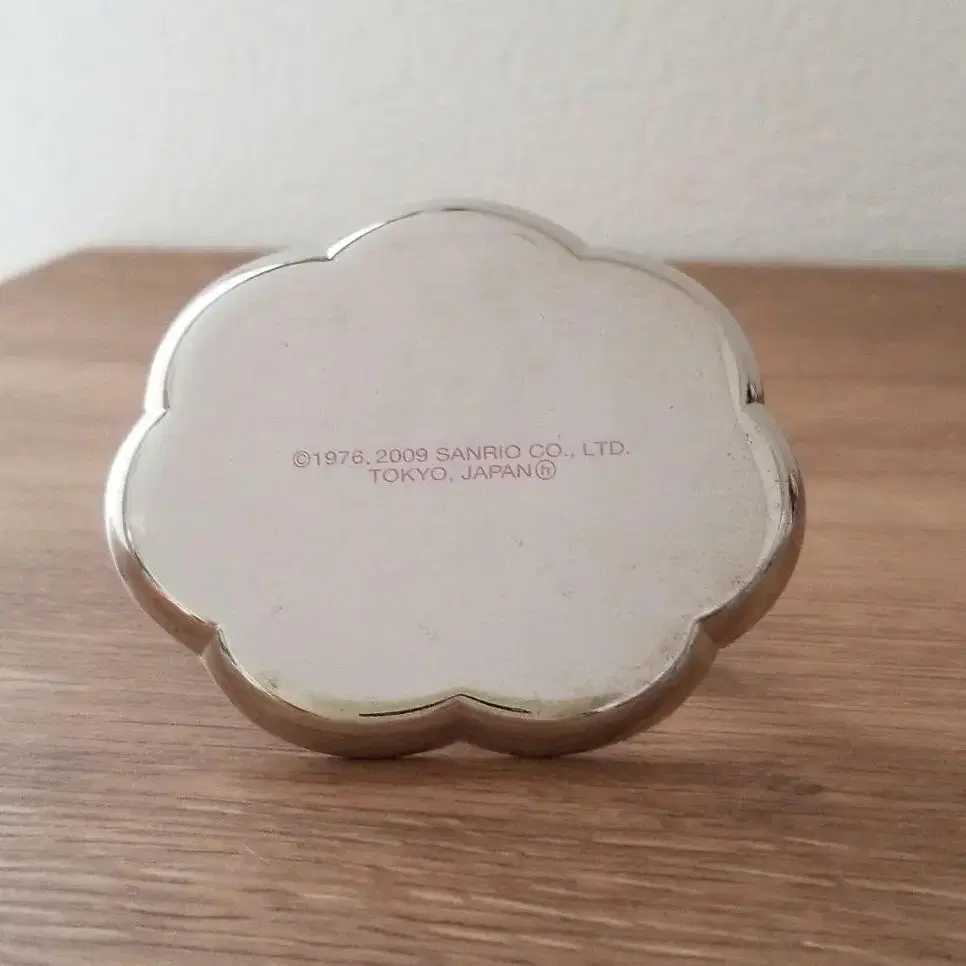 ©1976, 2009 SANRIO CO., LTD.
TOKYO, JAPAN ⓗ